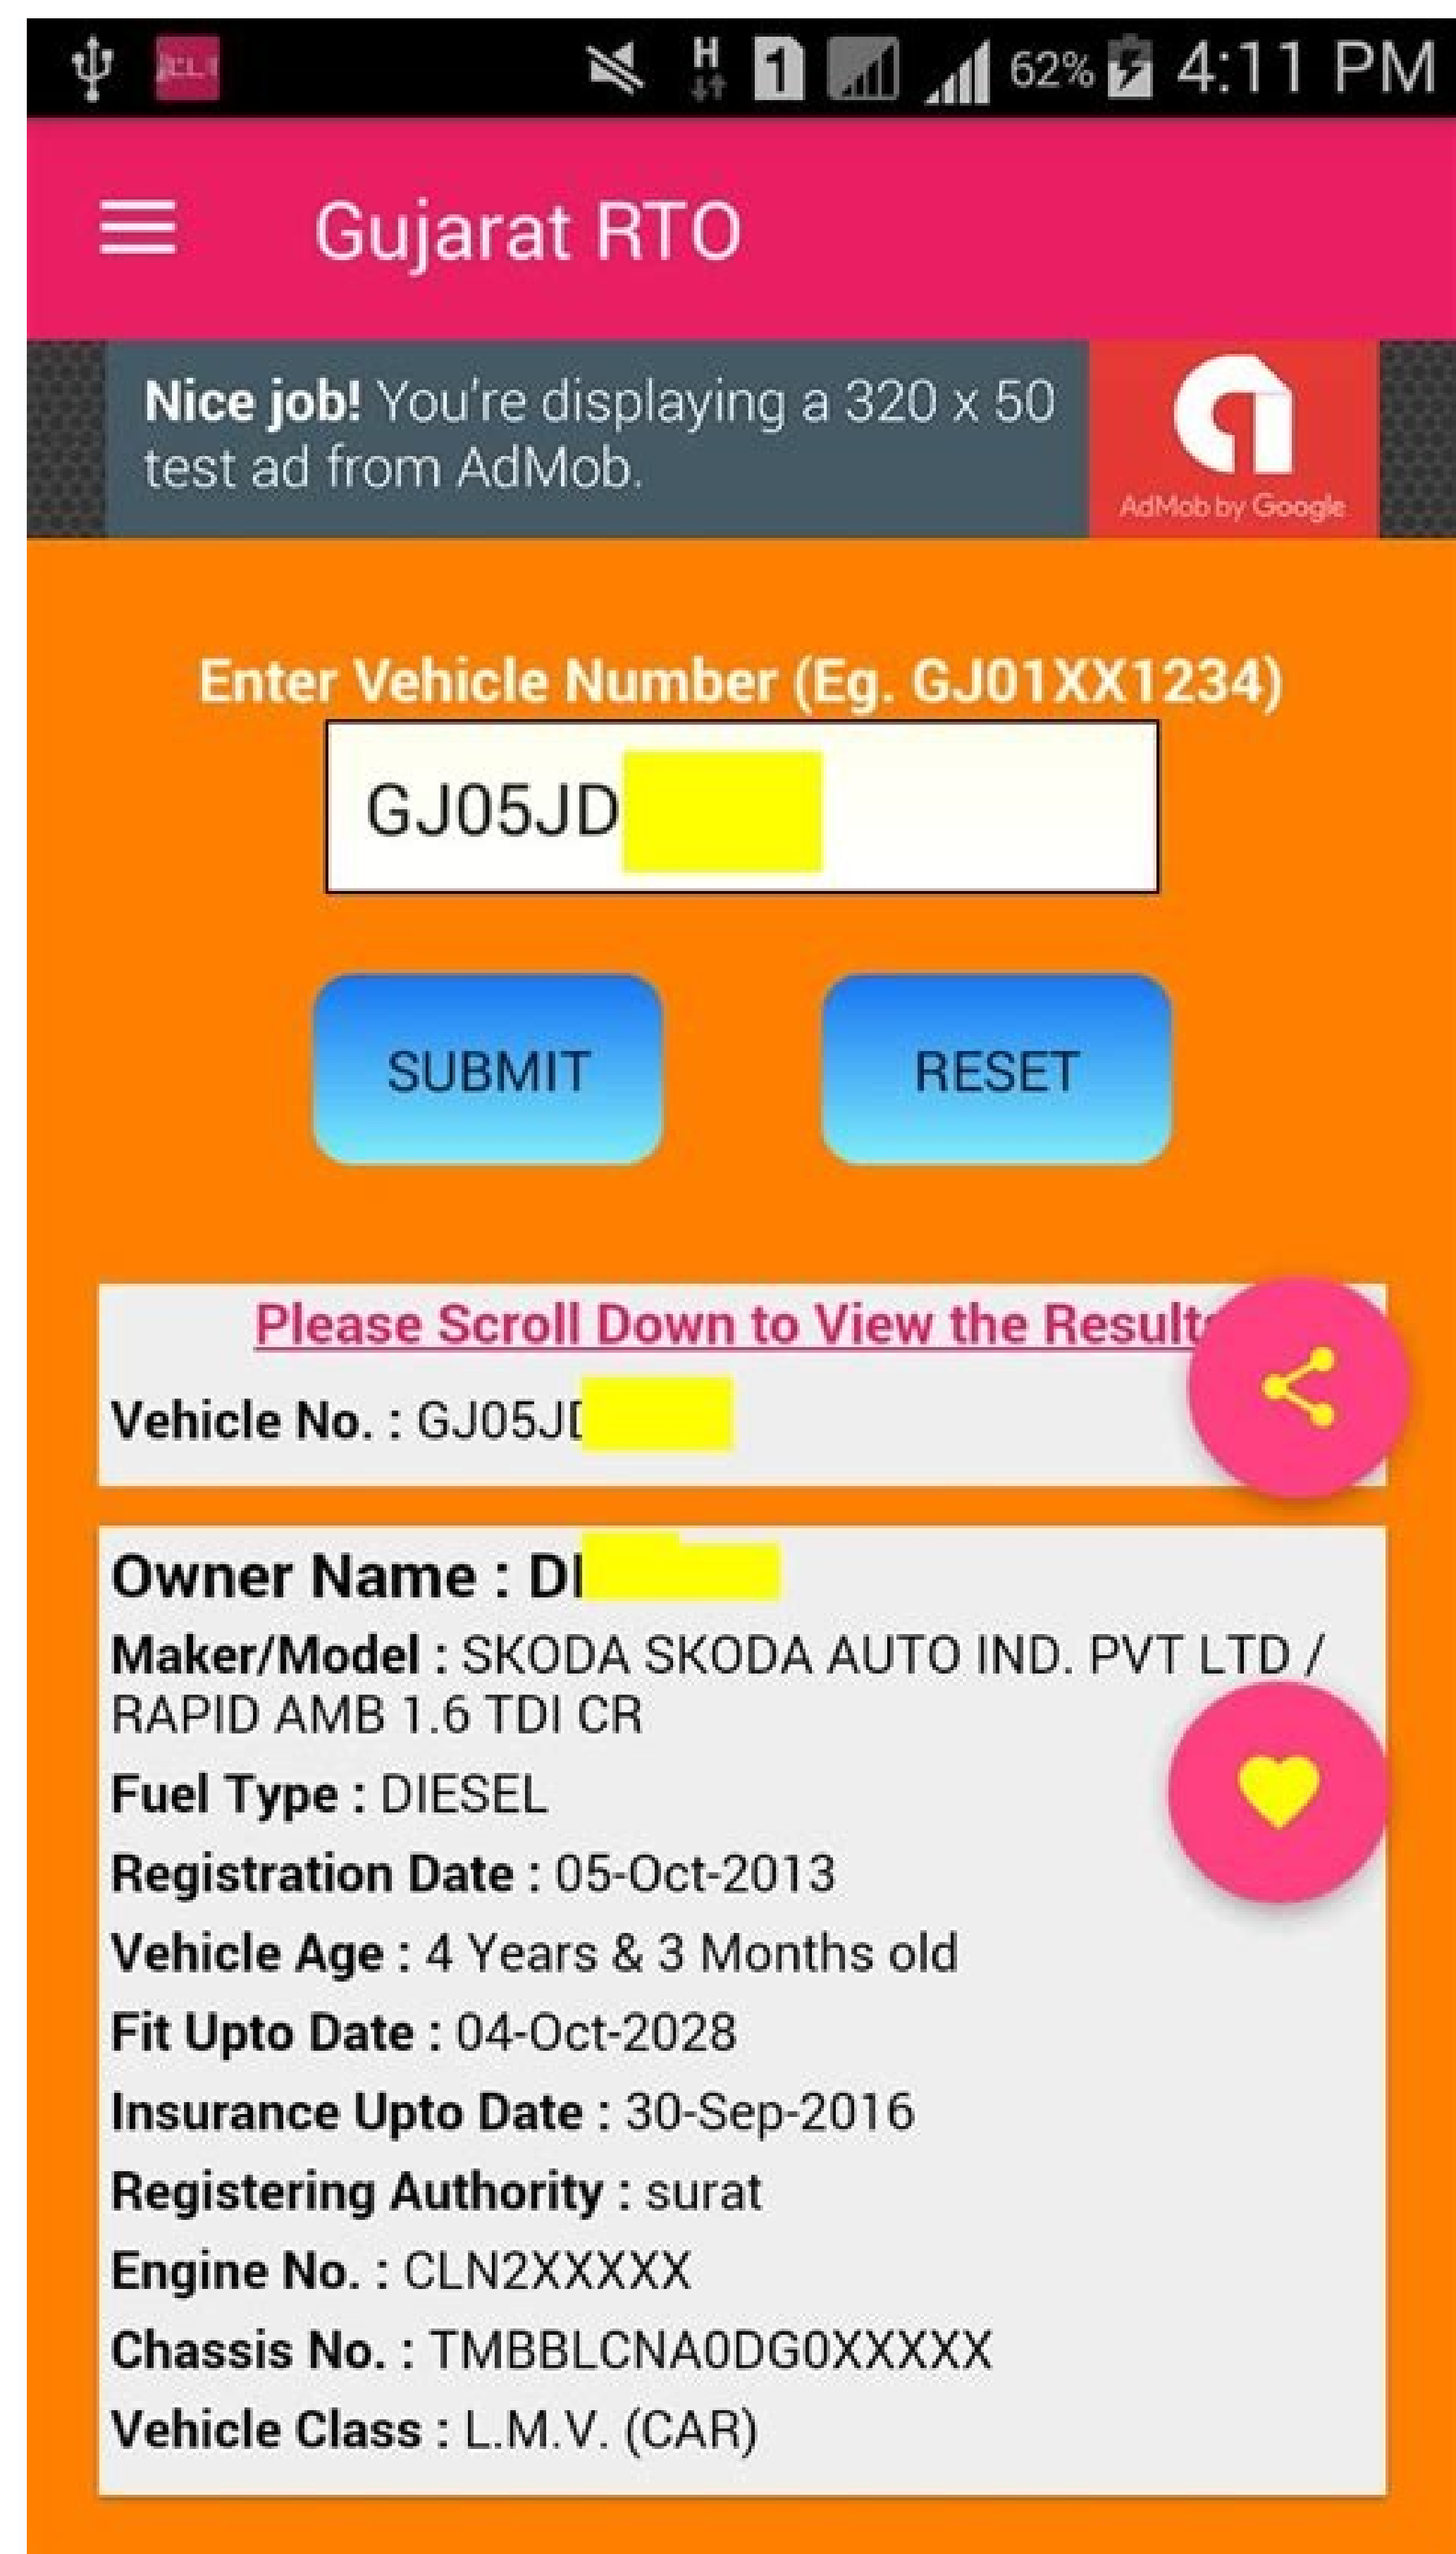 H 1 62% 4:11 PM
Gujarat RTO
Nice job! You're displaying a 320 x 50
test ad from AdMob.
AdMob by Google
Enter Vehicle Number (Eg. GJ01XX1234)
GJ05JD
SUBMIT RESET
Please Scroll Down to View the Results
Vehicle No. : GJ05JD
Owner Name : D
Maker/Model : SKODA SKODA AUTO IND. PVT LTD /
RAPID AMB 1.6 TDI CR
Fuel Type : DIESEL
Registration Date : 05-Oct-2013
Vehicle Age : 4 Years & 3 Months old
Fit Upto Date : 04-Oct-2028
Insurance Upto Date : 30-Sep-2016
Registering Authority : surat
Engine No. : CLN2XXXXX
Chassis No. : TMBBLCNA0DG0XXXXX
Vehicle Class : L.M.V. (CAR)